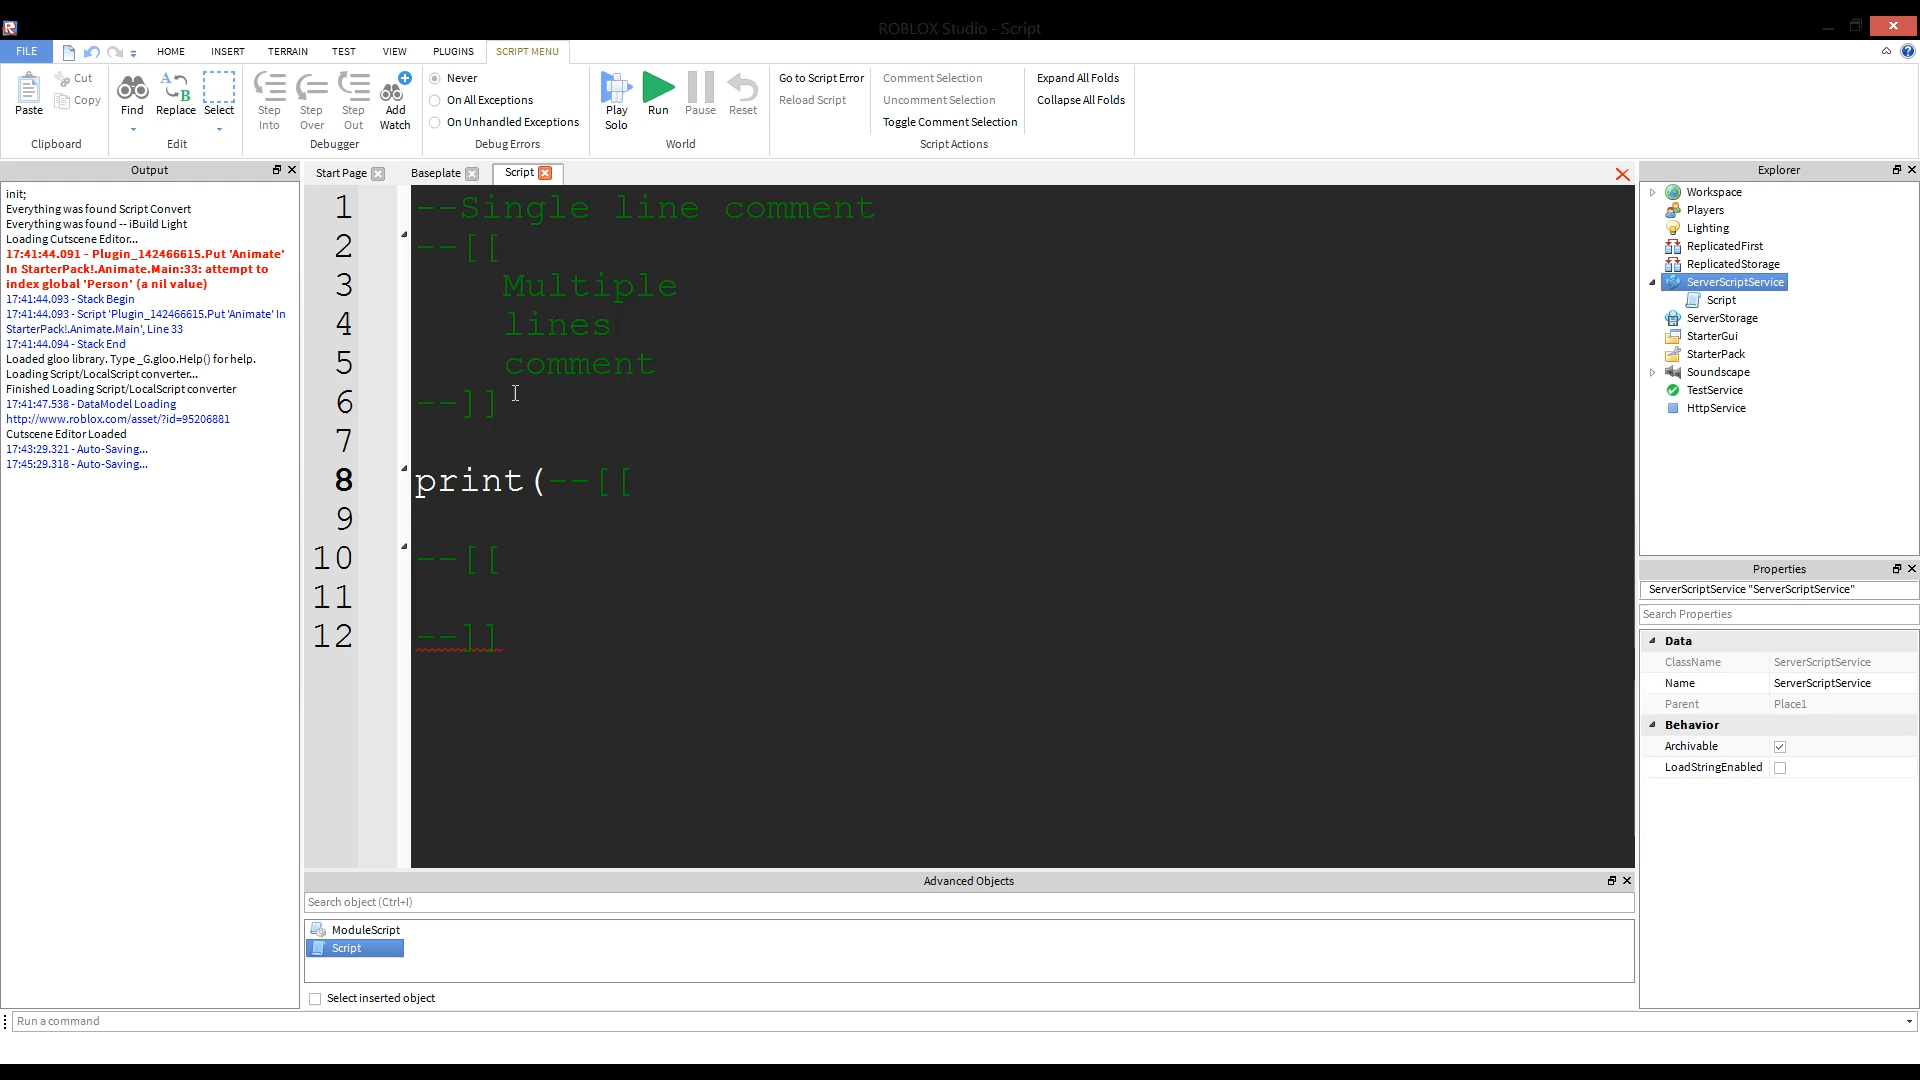 ROBLOX Studio - Script
FILE HOME INSERT TERRAIN TEST VIEW PLUGINS SCRIPT MENU
Paste
Cut
Copy
Clipboard
Find Replace Select
Edit
Step Into
Step Over
Step Out
Add Watch
Debugger
Never
On All Exceptions
On Unhandled Exceptions
Debug Errors
Play Solo
Run
Pause
Reset
World
Go to Script Error
Reload Script
Comment Selection
Uncomment Selection
Toggle Comment Selection
Script Actions
Expand All Folds
Collapse All Folds
Output
init;
Everything was found Script Convert
Everything was found -- iBuild Light
Loading Cutscene Editor...
17:41:44.091 - Plugin_142466615.Put 'Animate'
In StarterPack!.Animate.Main:33: attempt to
index global 'Person' (a nil value)
17:41:44.093 - Stack Begin
17:41:44.093 - Script 'Plugin_142466615.Put 'Animate' In
StarterPack!.Animate.Main', Line 33
17:41:44.094 - Stack End
Loaded gloo library. Type _G.gloo.Help() for help.
Loading Script/LocalScript converter...
Finished Loading Script/LocalScript converter
17:41:47.538 - DataModel Loading
http://www.roblox.com/asset/?id=95206881
Cutscene Editor Loaded
17:43:29.321 - Auto-Saving...
17:45:29.318 - Auto-Saving...
Start Page Baseplate Script
1 --Single line comment
2 --[[
3 Multiple
4 lines
5 comment
6 --]]
7
8 print(--[[
9
10 --[[
11
12 --]]
Advanced Objects
Search object (Ctrl+I)
ModuleScript
Script
Select inserted object
Run a command
Explorer
Workspace
Players
Lighting
ReplicatedFirst
ReplicatedStorage
ServerScriptService
Script
ServerStorage
StarterGui
StarterPack
Soundscape
TestService
HttpService
Properties
ServerScriptService "ServerScriptService"
Search Properties
Data
ClassName ServerScriptService
Name ServerScriptService
Parent Place1
Behavior
Archivable
LoadStringEnabled